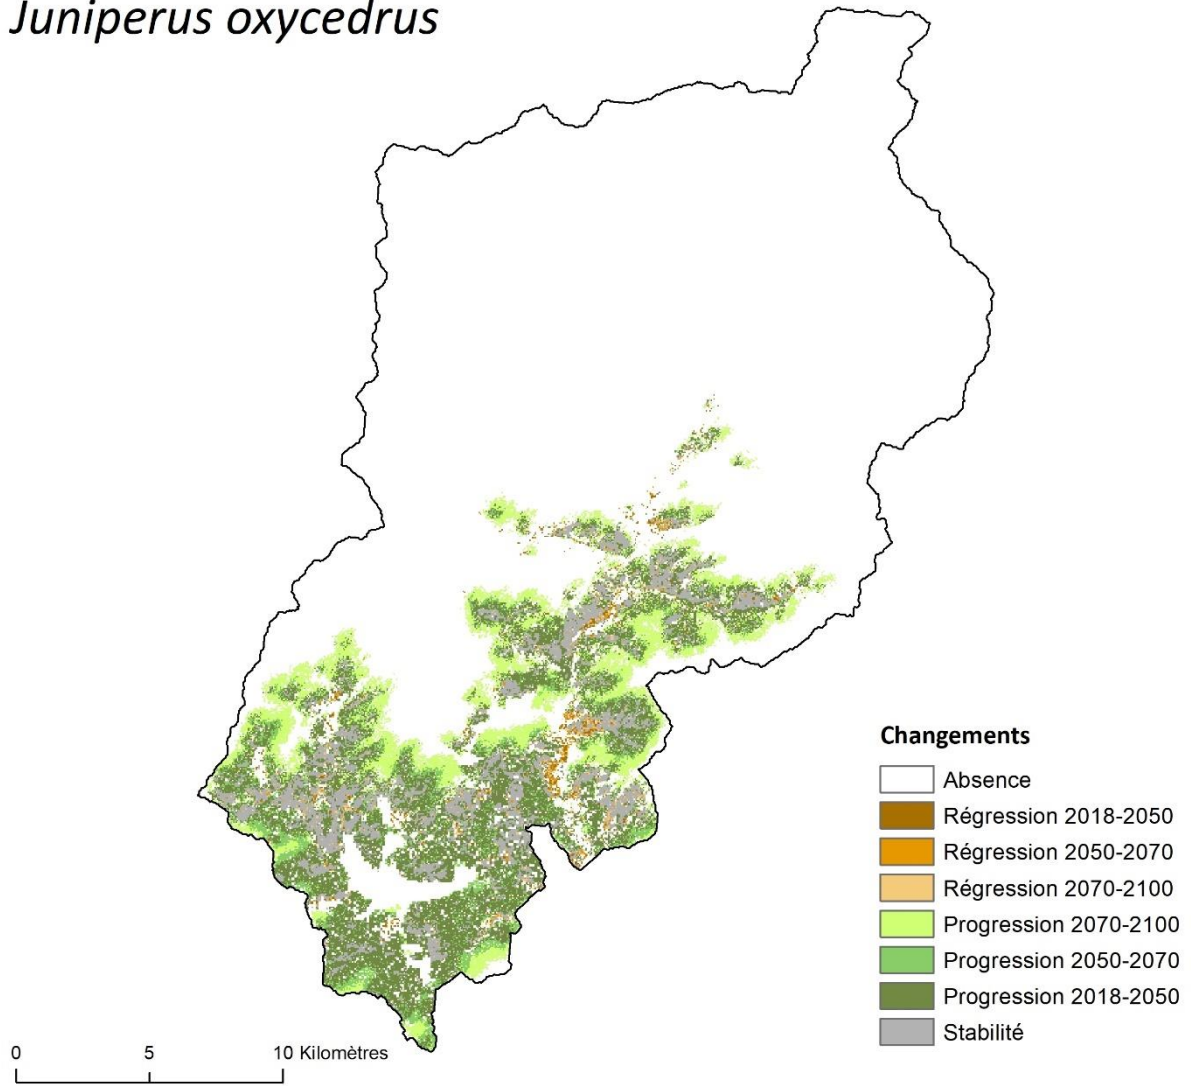 Juniperus oxycedrus
Changements
Absence
Régression 2018-2050
Régression 2050-2070
Régression 2070-2100
Progression 2070-2100
Progression 2050-2070
Progression 2018-2050
Stabilité
0 5 10 Kilomètres